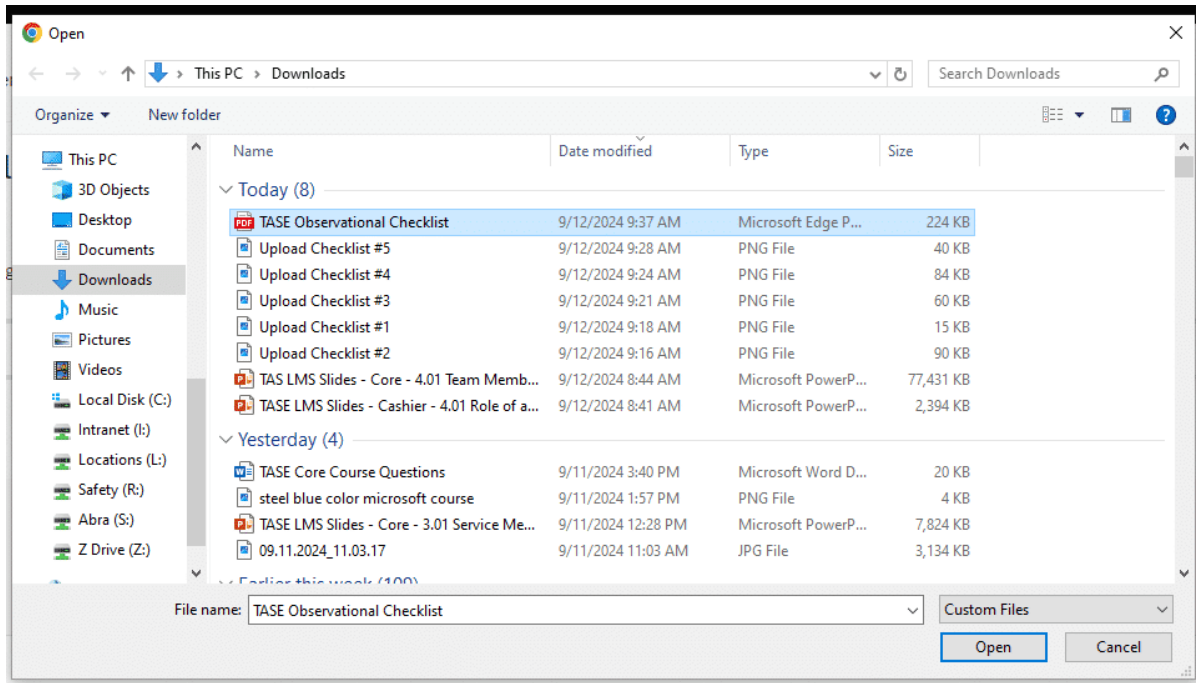 Open
This PC > Downloads
Search Downloads
Organize
New folder
?
This PC
3D Objects
Desktop
Documents
Downloads
Music
Pictures
Videos
Local Disk (C:)
Intranet (I:)
Locations (L:)
Safety (R:)
Abra (S:)
Z Drive (Z:)
Name Date modified Type Size
Today (8)
PDF TASE Observational Checklist 9/12/2024 9:37 AM Microsoft Edge P... 224 KB
Upload Checklist #5 9/12/2024 9:28 AM PNG File 40 KB
Upload Checklist #4 9/12/2024 9:24 AM PNG File 84 KB
Upload Checklist #3 9/12/2024 9:21 AM PNG File 60 KB
Upload Checklist #1 9/12/2024 9:18 AM PNG File 15 KB
Upload Checklist #2 9/12/2024 9:16 AM PNG File 90 KB
TAS LMS Slides - Core - 4.01 Team Memb... 9/12/2024 8:44 AM Microsoft PowerP... 77,431 KB
TASE LMS Slides - Cashier - 4.01 Role of a... 9/12/2024 8:41 AM Microsoft PowerP... 2,394 KB
Yesterday (4)
TASE Core Course Questions 9/11/2024 3:40 PM Microsoft Word D... 20 KB
steel blue color microsoft course 9/11/2024 1:57 PM PNG File 4 KB
TASE LMS Slides - Core - 3.01 Service Me... 9/11/2024 12:28 PM Microsoft PowerP... 7,824 KB
09.11.2024_11.03.17 9/11/2024 11:03 AM JPG File 3,134 KB
Earlier this week (109)
File name: TASE Observational Checklist
Custom Files
Open
Cancel